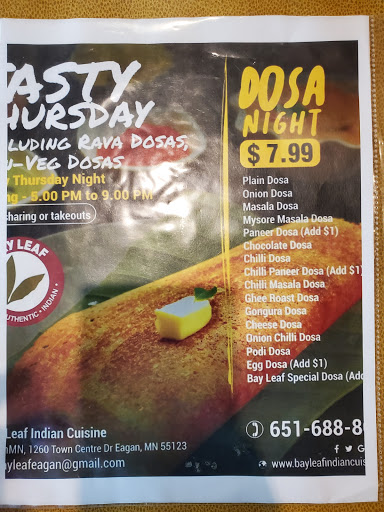 TASTY
HURSDAY
LUDING RAVA DOSAS,
N-VEG DOSAS
Thursday Night
ng - 5:00 PM to 9:00 PM
sharing or takeouts
Y LEAF
AUTHENTIC • INDIAN •
DOSA
NIGHT
$ 7.99
Plain Dosa
Onion Dosa
Masala Dosa
Mysore Masala Dosa
Paneer Dosa (Add $1)
Chocolate Dosa
Chilli Dosa
Chilli Paneer Dosa (Add $1)
Chilli Masala Dosa
Ghee Roast Dosa
Gongura Dosa
Cheese Dosa
Onion Chilli Dosa
Podi Dosa
Egg Dosa (Add $1)
Bay Leaf Special Dosa (Add
Leaf Indian Cuisine
nMN, 1260 Town Centre Dr Eagan, MN 55123
ayleafeagan@gmail.com
651-688-8
www.bayleafindiancuis